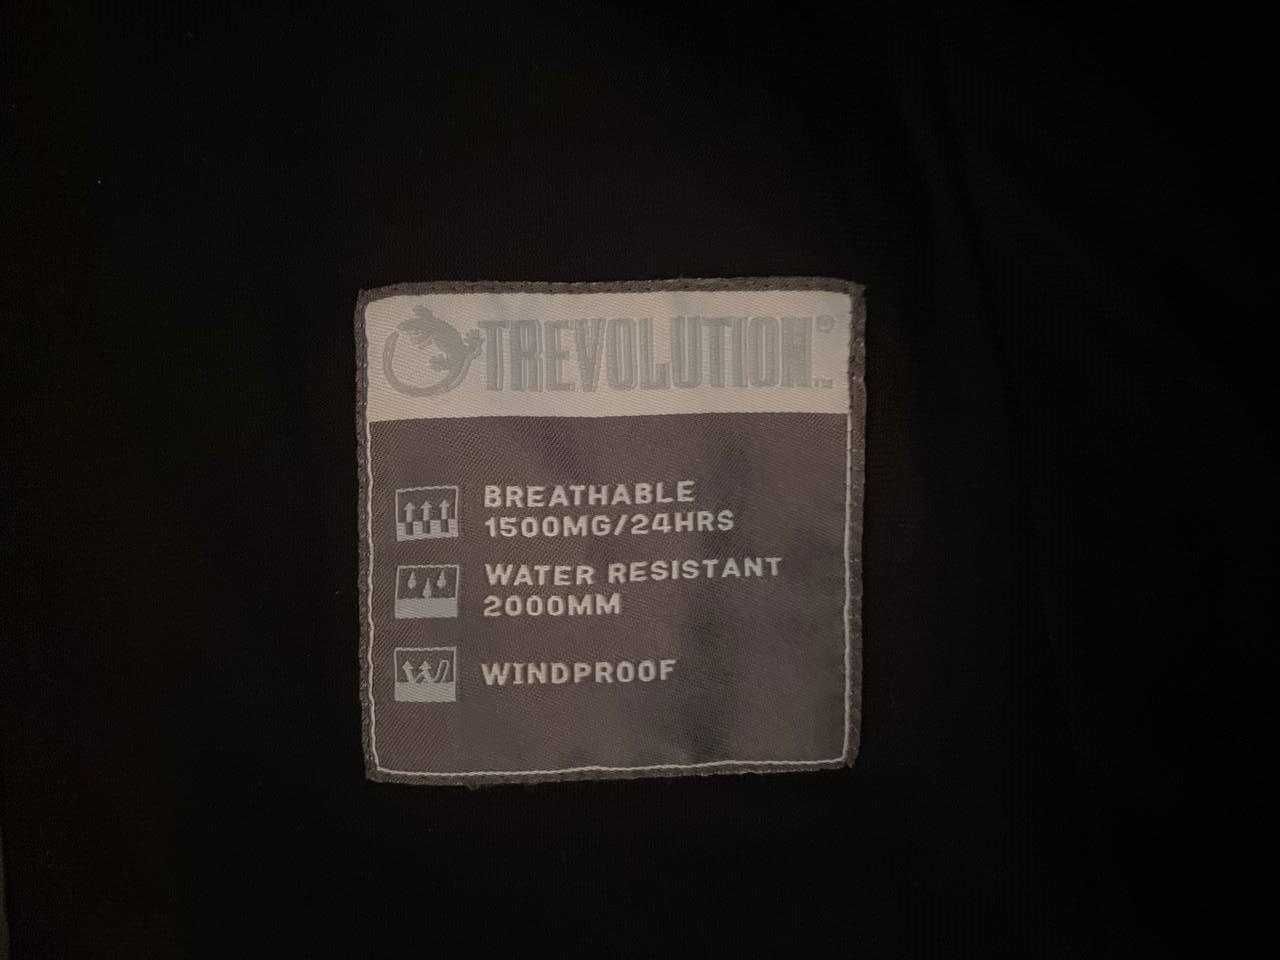 TREVOLUTION
BREATHABLE
1500MG/24HRS
WATER RESISTANT
2000MM
WINDPROOF